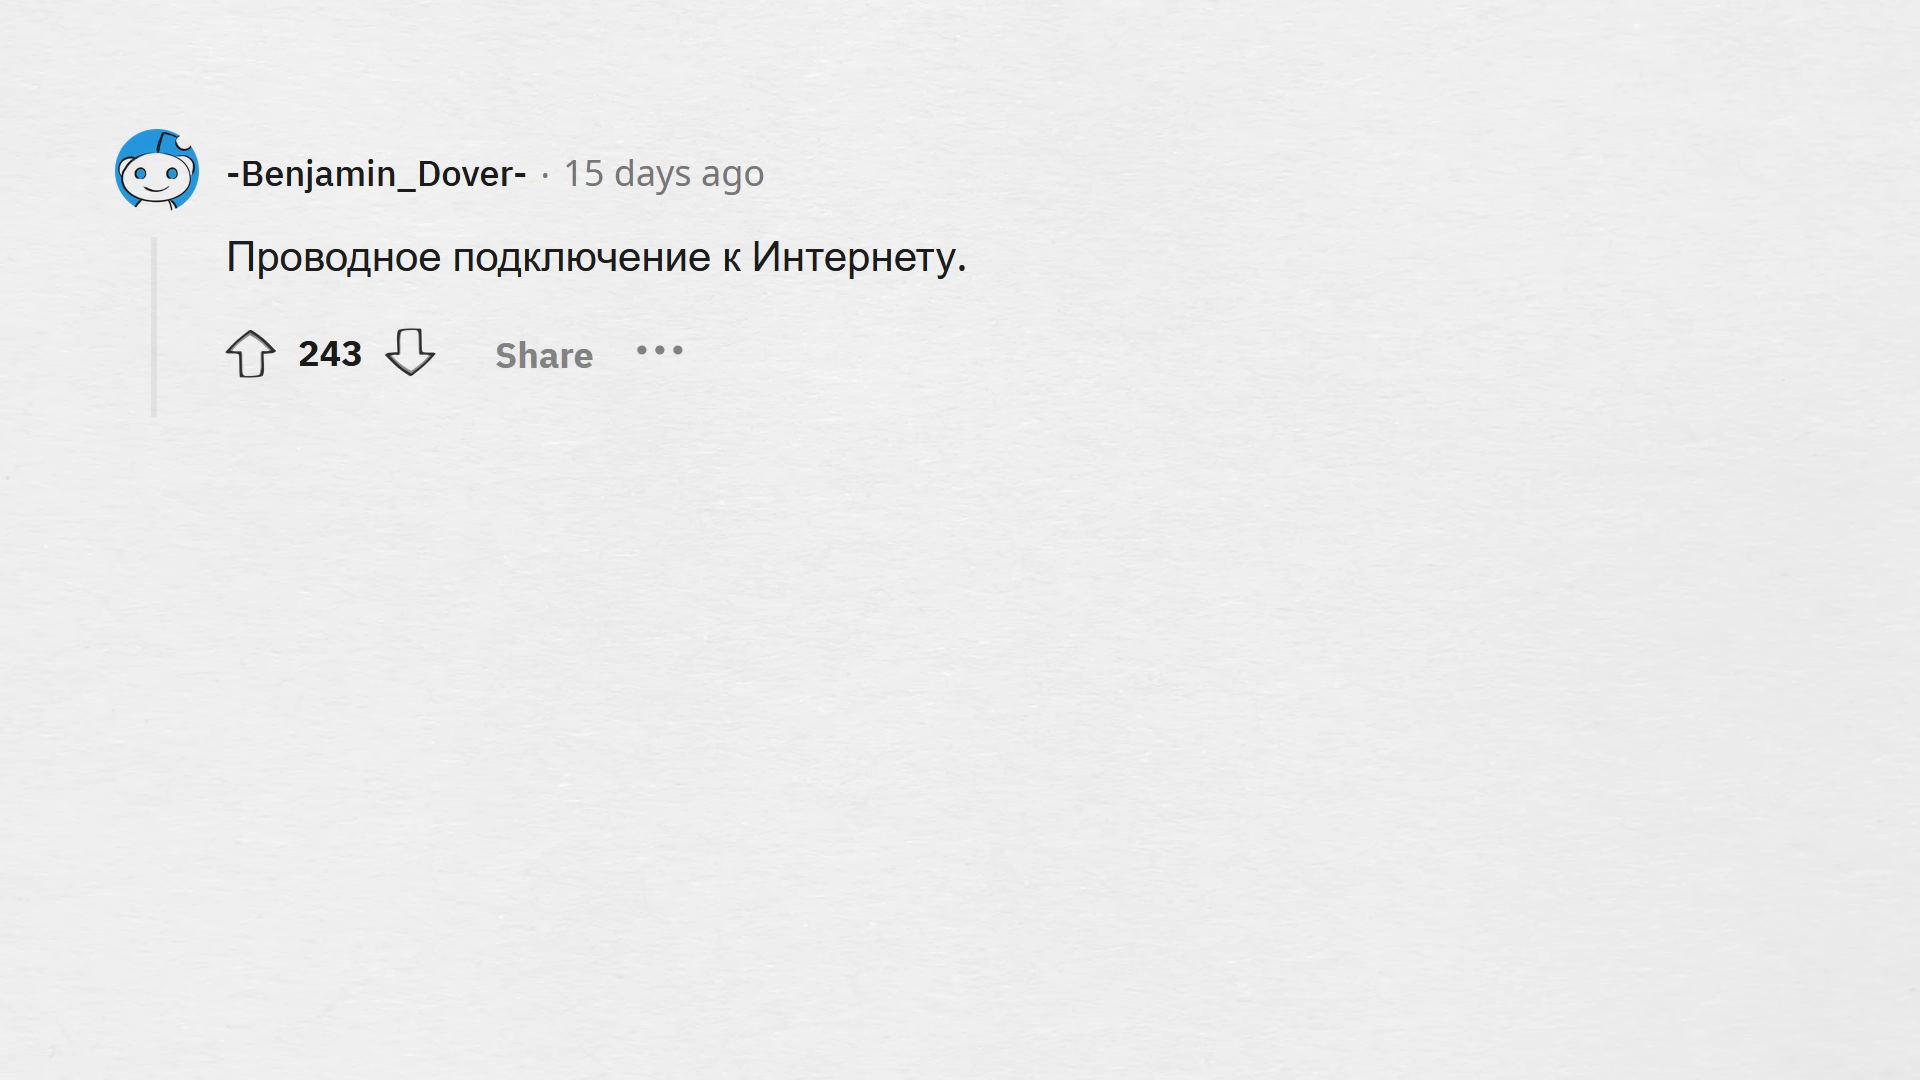 -Benjamin_Dover- · 15 days ago
Проводное подключение к Интернету.
243 Share ...